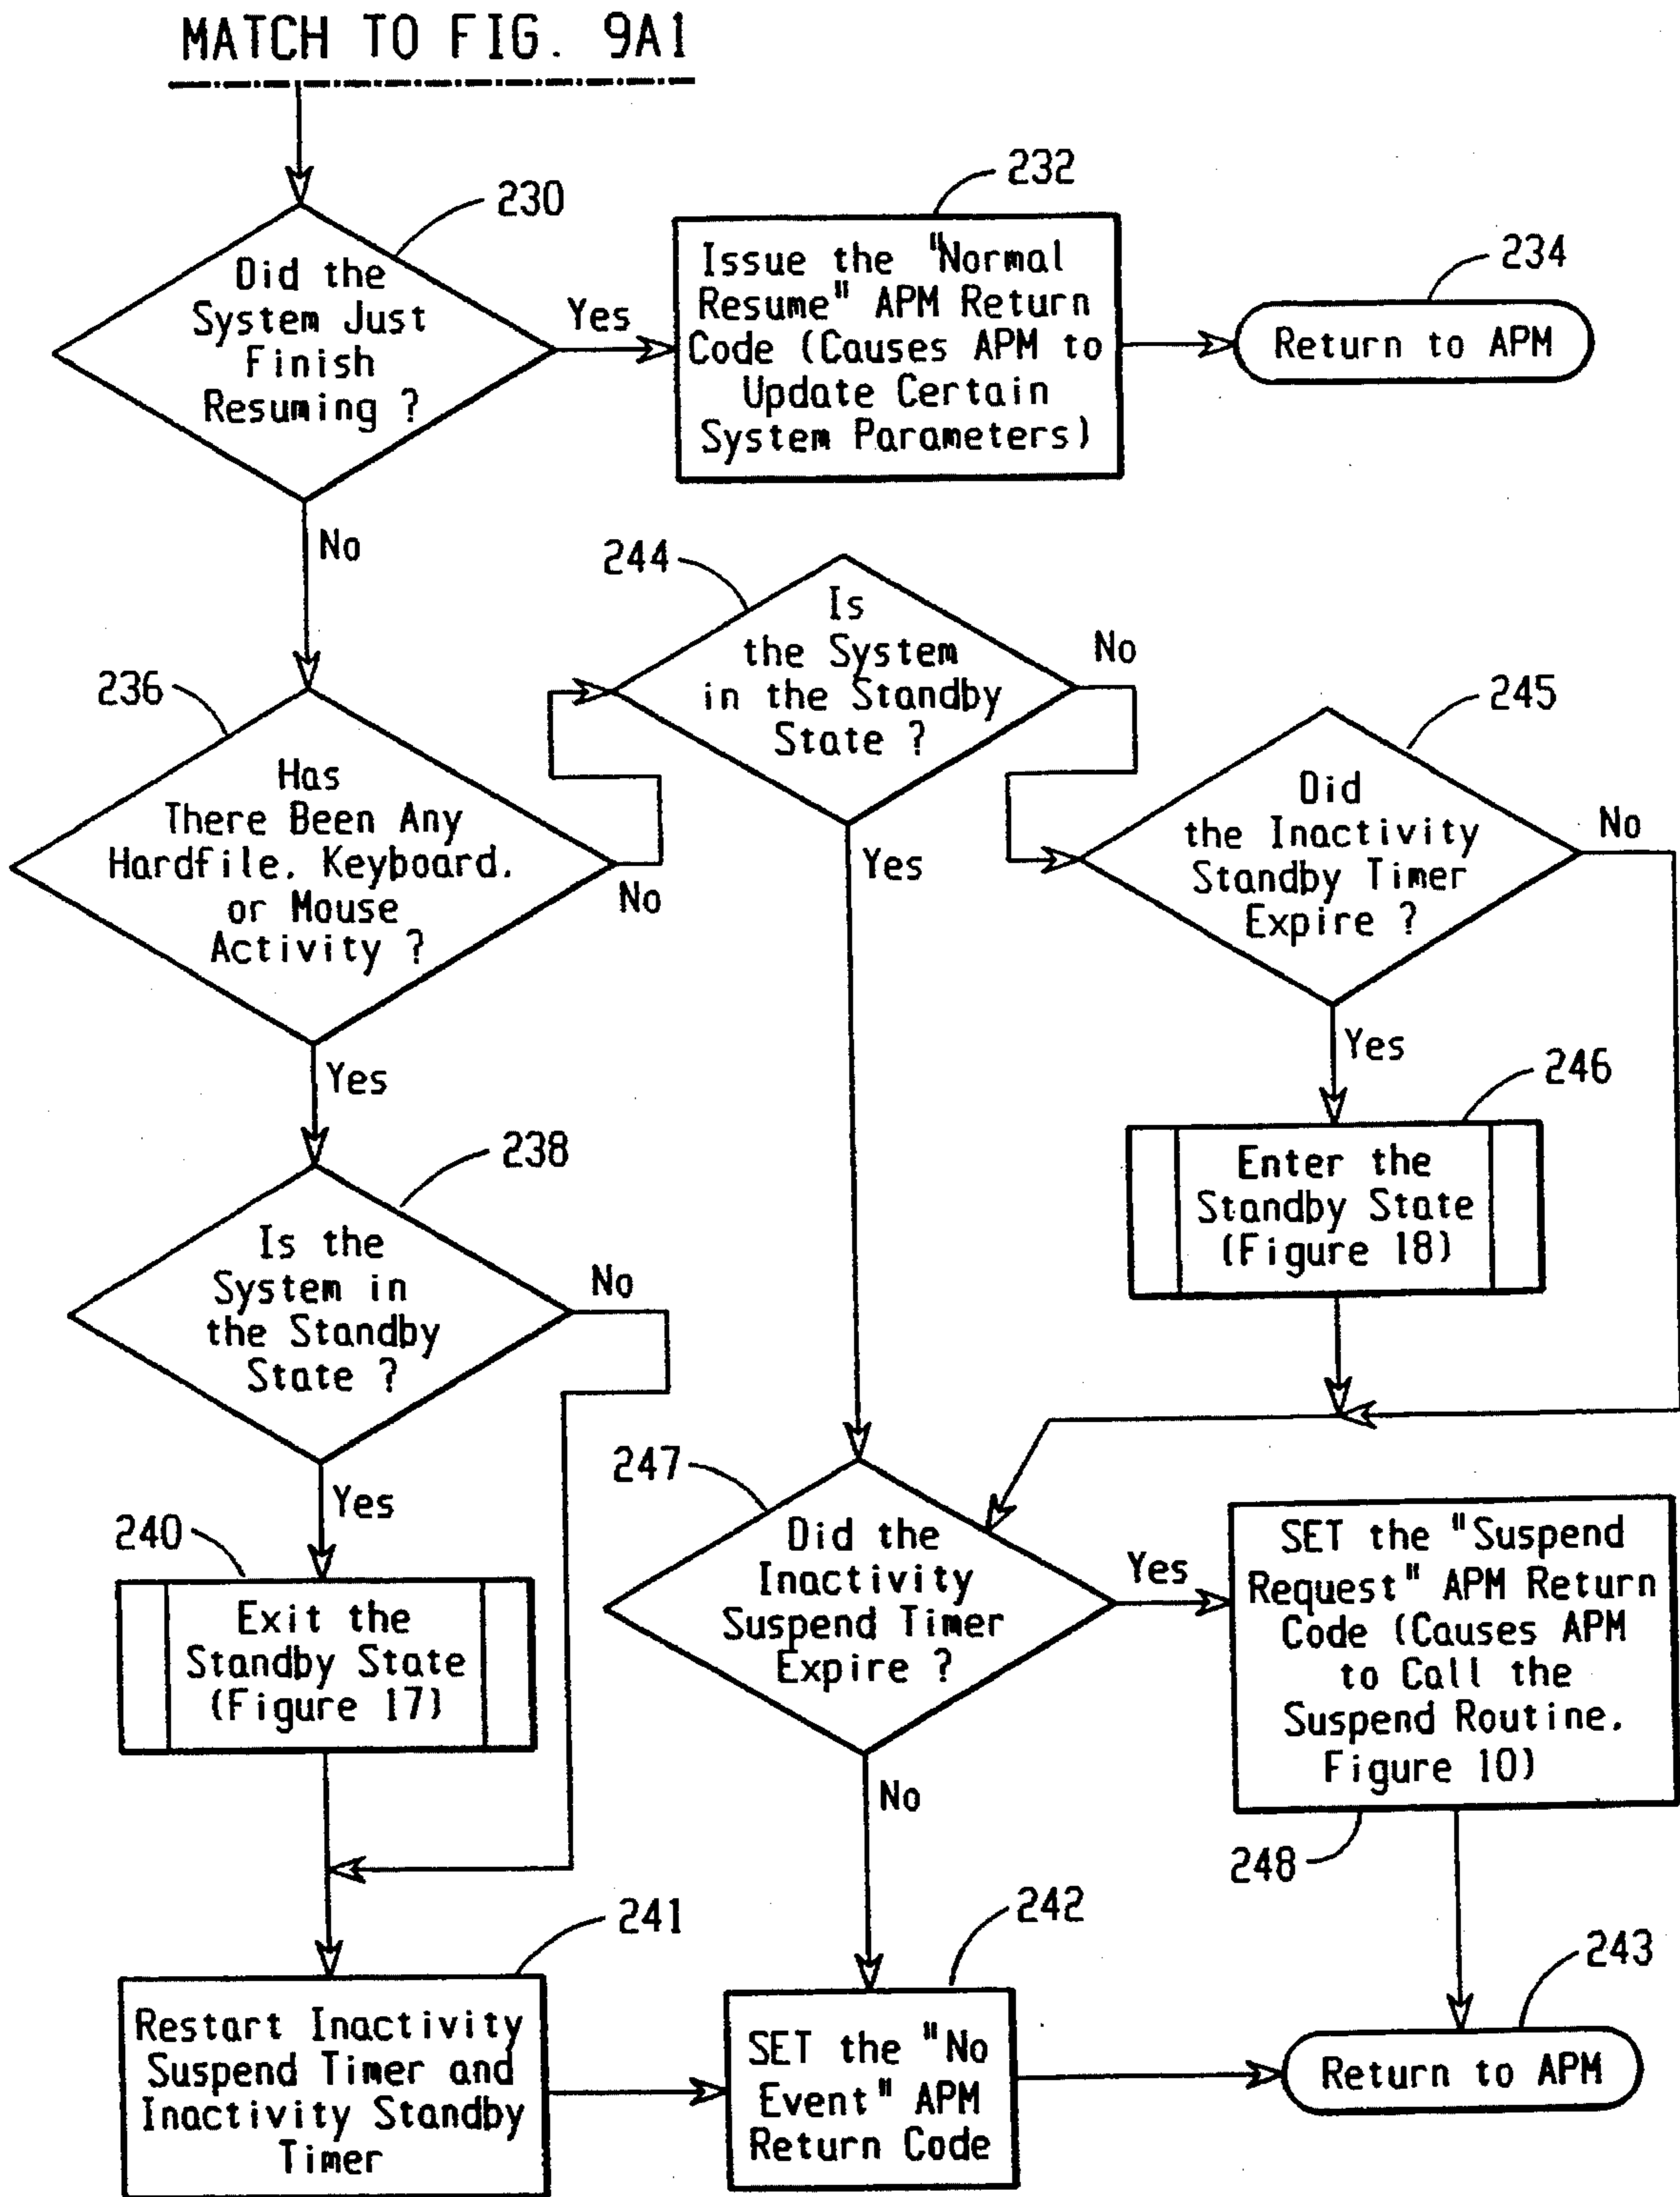 MATCH TO FIG. 9A1
230
Did the
System Just
Finish
Resuming ?
Yes
No
232
Issue the "Normal
Resume" APM Return
Code (Causes APM to
Update Certain
System Parameters)
234
Return to APM
236
Has
There Been Any
Hardfile, Keyboard,
or Mouse
Activity ?
No
Yes
244
Is
the System
in the Standby
State ?
No
Yes
245
Did
the Inactivity
Standby Timer
Expire ?
No
Yes
246
Enter the
Standby State
(Figure 18)
238
Is the
System in
the Standby
State ?
No
Yes
240
Exit the
Standby State
(Figure 17)
247
Did the
Inactivity
Suspend Timer
Expire ?
Yes
No
SET the "Suspend
Request" APM Return
Code (Causes APM
to Call the
Suspend Routine,
Figure 10)
248
241
Restart Inactivity
Suspend Timer and
Inactivity Standby
Timer
242
SET the "No
Event" APM
Return Code
243
Return to APM